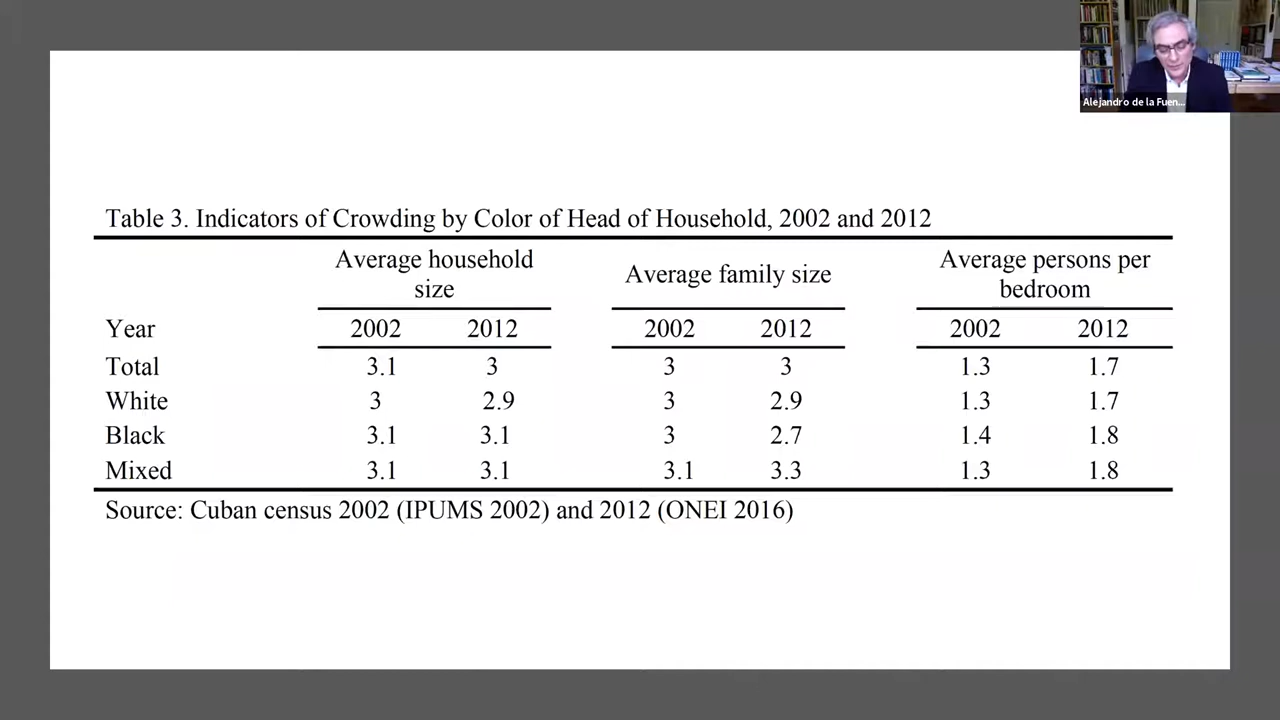 Alejandro de la Fuen...
Table 3. Indicators of Crowding by Color of Head of Household, 2002 and 2012
Average household
size
Average family size
Average persons per
bedroom
Year 2002 2012 2002 2012 2002 2012
Total 3.1 3 3 3 1.3 1.7
White 3 2.9 3 2.9 1.3 1.7
Black 3.1 3.1 3 2.7 1.4 1.8
Mixed 3.1 3.1 3.1 3.3 1.3 1.8
Source: Cuban census 2002 (IPUMS 2002) and 2012 (ONEI 2016)